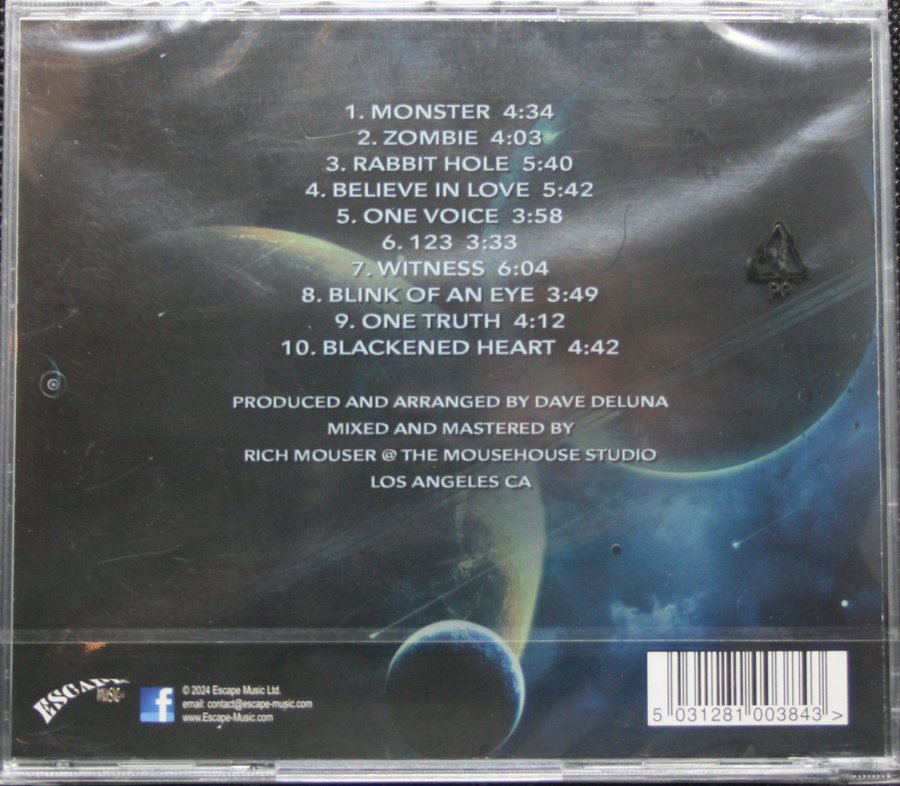 1. MONSTER 4:34
2. ZOMBIE 4:03
3. RABBIT HOLE 5:40
4. BELIEVE IN LOVE 5:42
5. ONE VOICE 3:58
6. 123 3:33
7. WITNESS 6:04
8. BLINK OF AN EYE 3:49
9. ONE TRUTH 4:12
10. BLACKENED HEART 4:42
PRODUCED AND ARRANGED BY DAVE DELUNA
MIXED AND MASTERED BY
RICH MOUSER @ THE MOUSEHOUSE STUDIO
LOS ANGELES CA
ESCAPE
MUSIC
f
© 2024 Escape Music Ltd.
email: contact@escape-music.com
www.Escape-Music.com
5 031281 003843 >